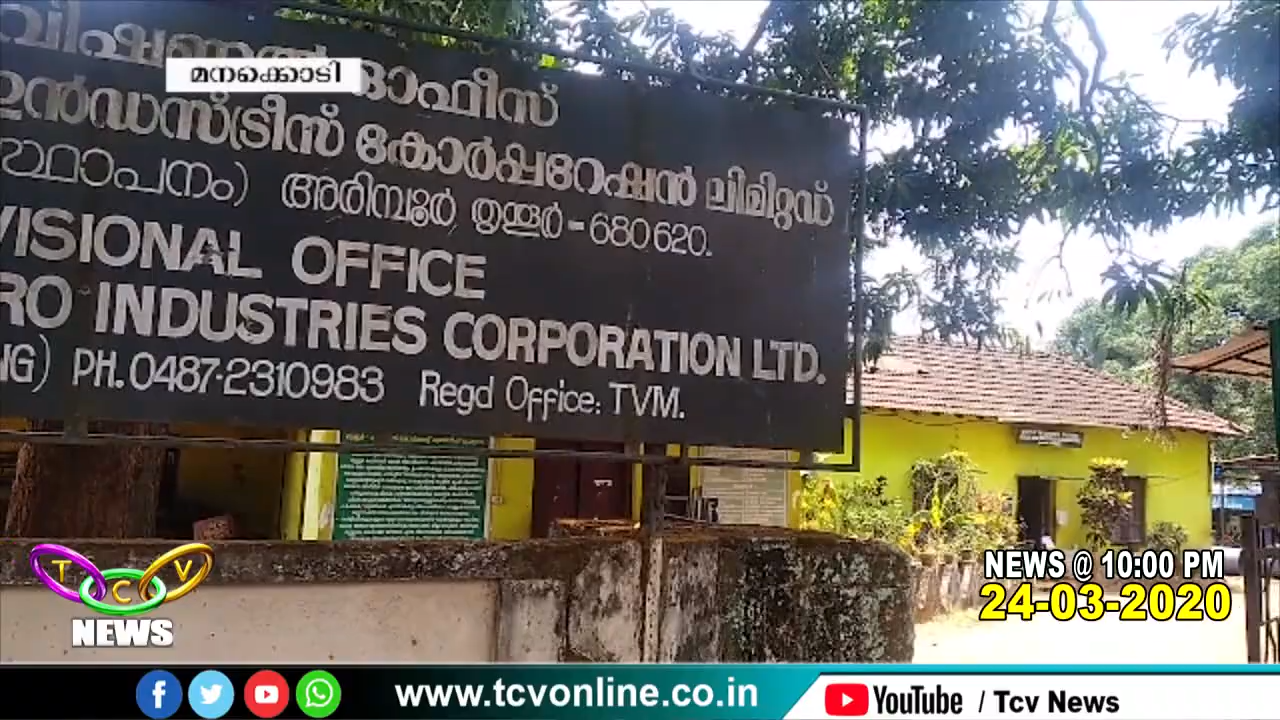 മനക്കൊടി
ഓഫീസ്
ഇൻഡസ്ട്രീസ് കോർപ്പറേഷൻ ലിമിറ്റഡ്
സ്ഥാപനം) അരിമ്പൂർ, തൃശ്ശൂർ - 680 620.
VISIONAL OFFICE
RO INDUSTRIES CORPORATION LTD.
NG) PH. 0487-2310983 Regd Office: TVM.
NEWS @ 10:00 PM
24-03-2020
T C V
NEWS
www.tcvonline.co.in
YouTube / Tcv News